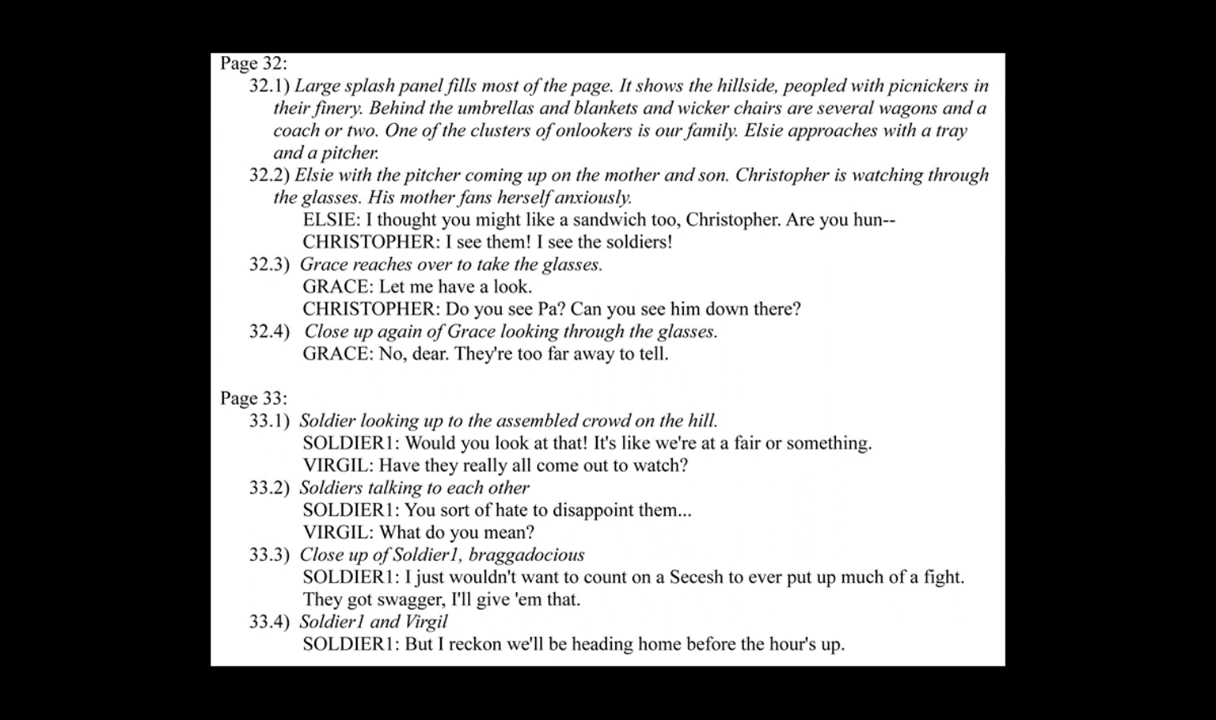 Page 32:
32.1) Large splash panel fills most of the page. It shows the hillside, peopled with picnickers in
their finery. Behind the umbrellas and blankets and wicker chairs are several wagons and a
coach or two. One of the clusters of onlookers is our family. Elsie approaches with a tray
and a pitcher.
32.2) Elsie with the pitcher coming up on the mother and son. Christopher is watching through
the glasses. His mother fans herself anxiously.
ELSIE: I thought you might like a sandwich too, Christopher. Are you hun--
CHRISTOPHER: I see them! I see the soldiers!
32.3) Grace reaches over to take the glasses.
GRACE: Let me have a look.
CHRISTOPHER: Do you see Pa? Can you see him down there?
32.4) Close up again of Grace looking through the glasses.
GRACE: No, dear. They're too far away to tell.
Page 33:
33.1) Soldier looking up to the assembled crowd on the hill.
SOLDIER1: Would you look at that! It's like we're at a fair or something.
VIRGIL: Have they really all come out to watch?
33.2) Soldiers talking to each other
SOLDIER1: You sort of hate to disappoint them...
VIRGIL: What do you mean?
33.3) Close up of Soldier1, braggadocious
SOLDIER1: I just wouldn't want to count on a Secesh to ever put up much of a fight.
They got swagger, I'll give 'em that.
33.4) Soldier1 and Virgil
SOLDIER1: But I reckon we'll be heading home before the hour's up.